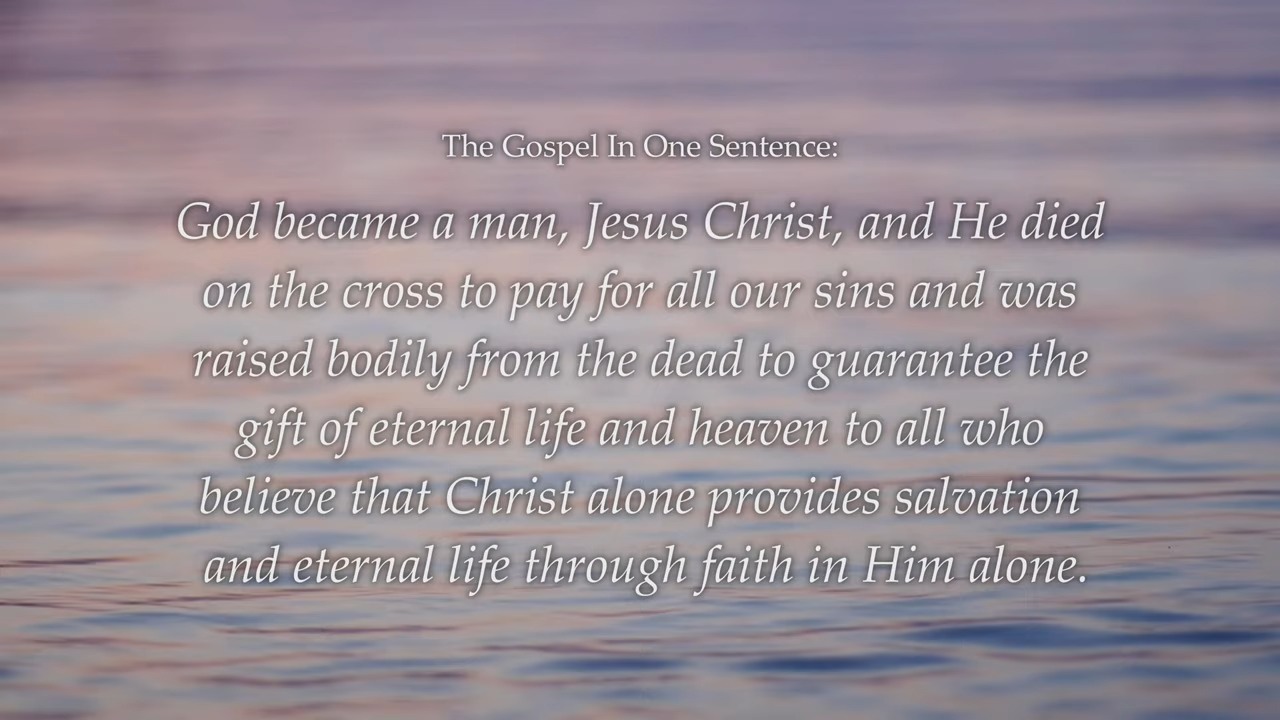 The Gospel In One Sentence:
God became a man, Jesus Christ, and He died
on the cross to pay for all our sins and was
raised bodily from the dead to guarantee the
gift of eternal life and heaven to all who
believe that Christ alone provides salvation
and eternal life through faith in Him alone.